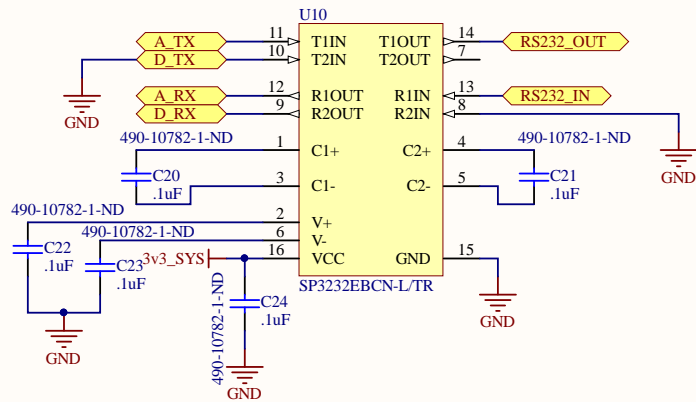 U10
A_TX 11 T1IN T1OUT 14 RS232_OUT
D_TX 10 T2IN T2OUT 7
A_RX 12 R1OUT R1IN 13 RS232_IN
D_RX 9 R2OUT R2IN 8
GND
490-10782-1-ND 1 C1+ C2+ 4 490-10782-1-ND
GND
C20 .1uF 3 C1- C2- 5 C21 .1uF
490-10782-1-ND 2 V+
490-10782-1-ND 6 V-
C22 .1uF C23 .1uF 3v3_SYS 16 VCC GND 15
SP3232EBCN-L/TR
490-10782-1-ND C24 .1uF
GND
GND
GND